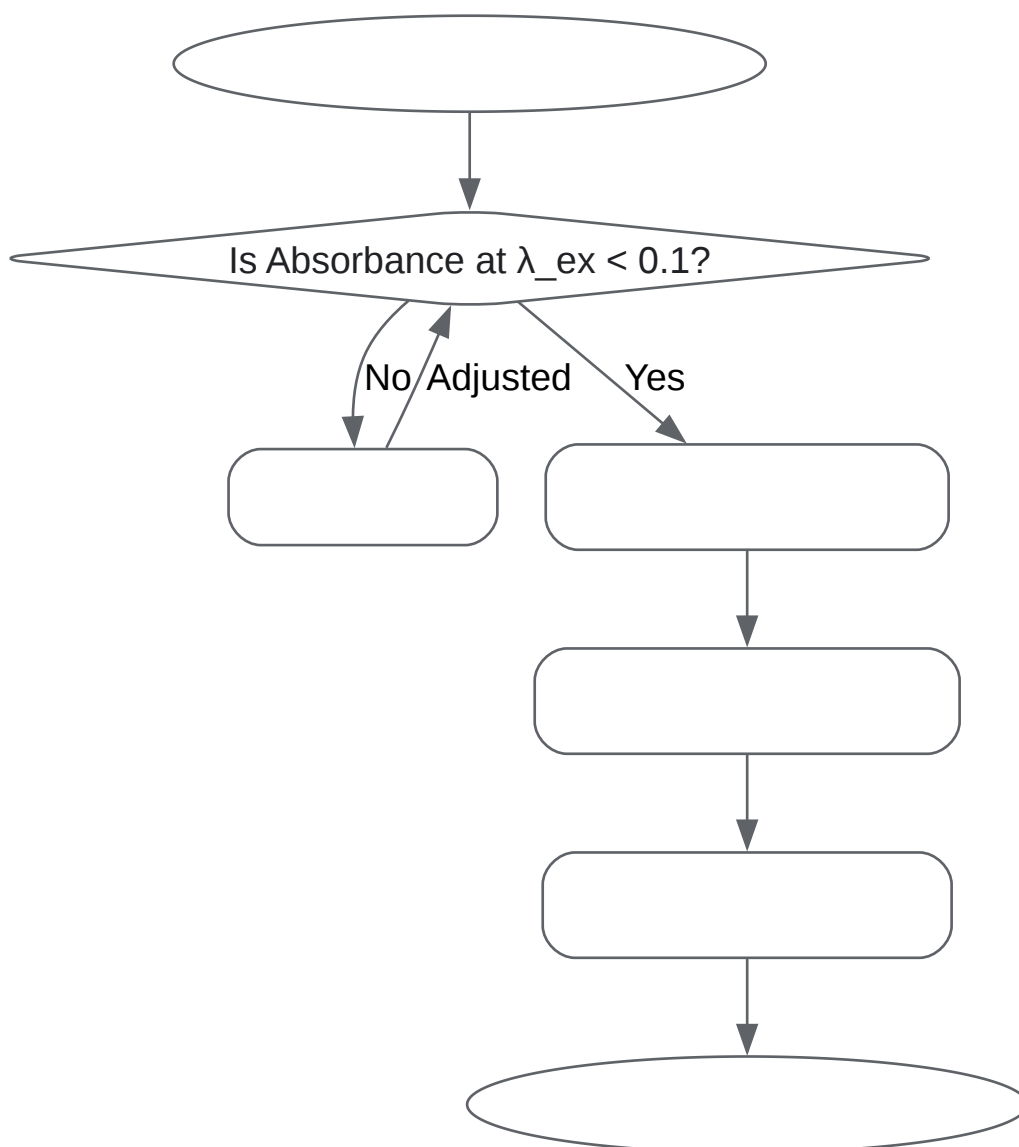 Is Absorbance at λ_ex < 0.1?
No
Adjusted
Yes